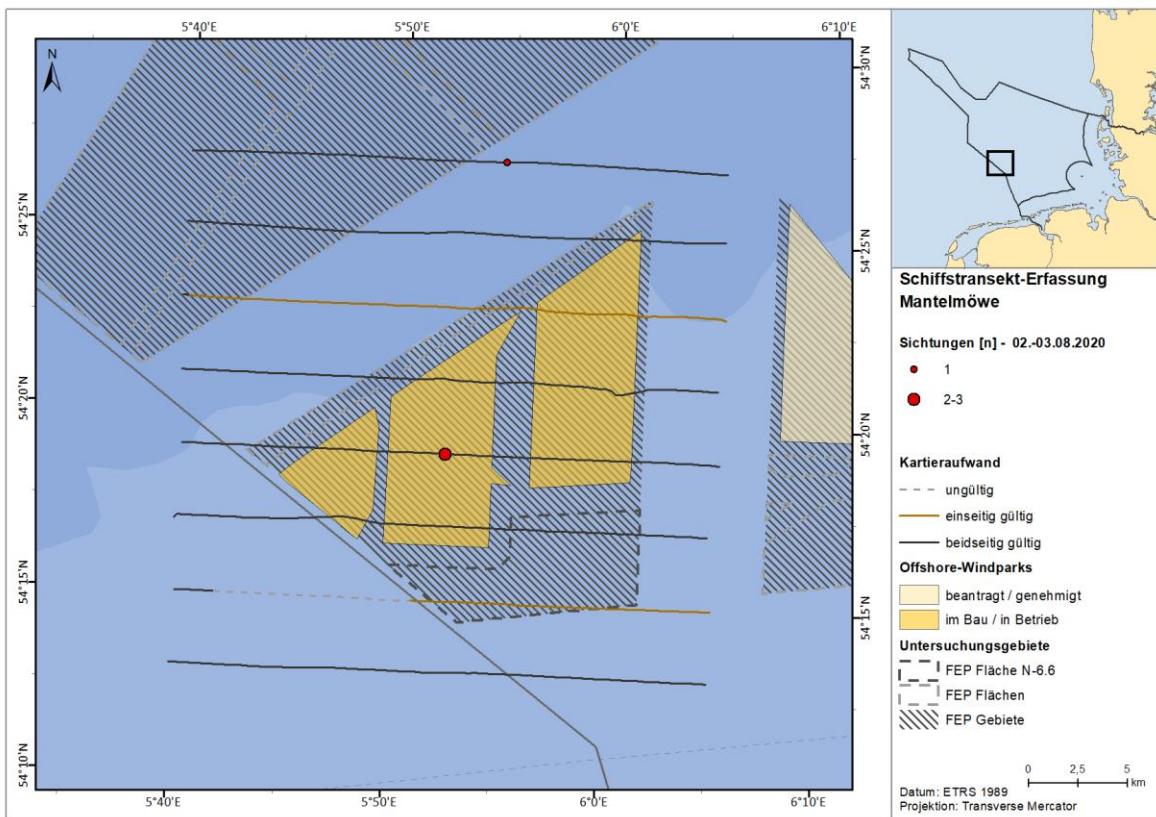 5°40'E 5°50'E 6°0'E 6°10'E
N
54°30'N
54°25'N
54°25'N
54°20'N
54°20'N
54°15'N
54°15'N
54°10'N
5°40'E 5°50'E 6°0'E 6°10'E
Schiffstransekt-Erfassung
Mantelmöwe
Sichtungen [n] - 02.-03.08.2020
1
2-3
Kartieraufwand
ungültig
einseitig gültig
beidseitig gültig
Offshore-Windparks
beantragt / genehmigt
im Bau / in Betrieb
Untersuchungsgebiete
FEP Fläche N-6.6
FEP Flächen
FEP Gebiete
0 2,5 5
km
Datum: ETRS 1989
Projektion: Transverse Mercator